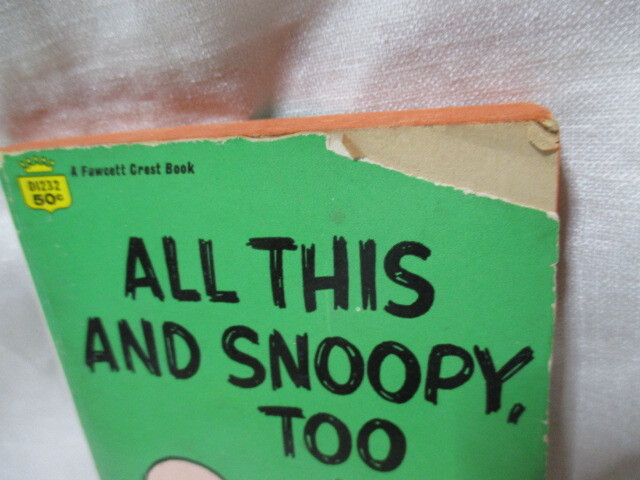 A Fawcett Crest Book
D1232
50¢
ALL THIS
AND SNOOPY,
TOO